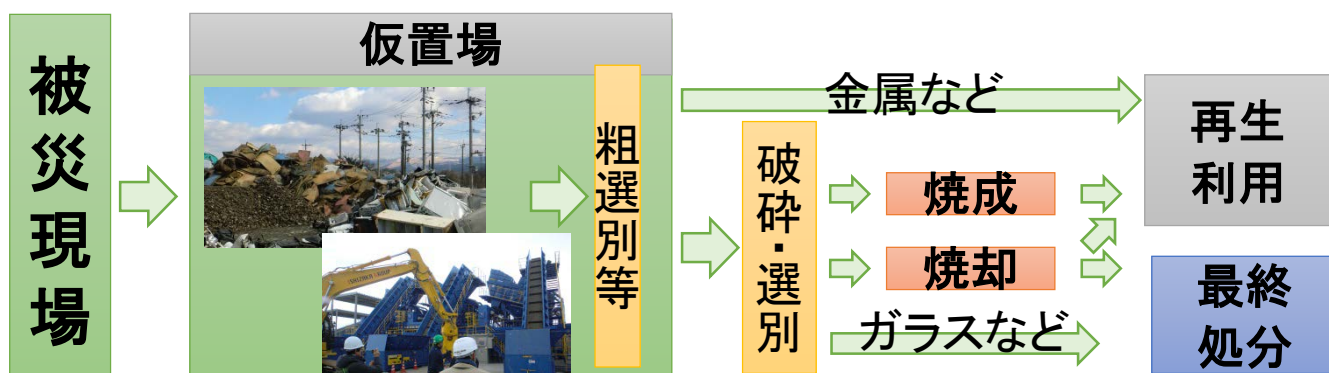 被災現場
仮置場
粗選別等
金属など
破砕・選別
焼成
焼却
ガラスなど
再生
利用
最終
処分